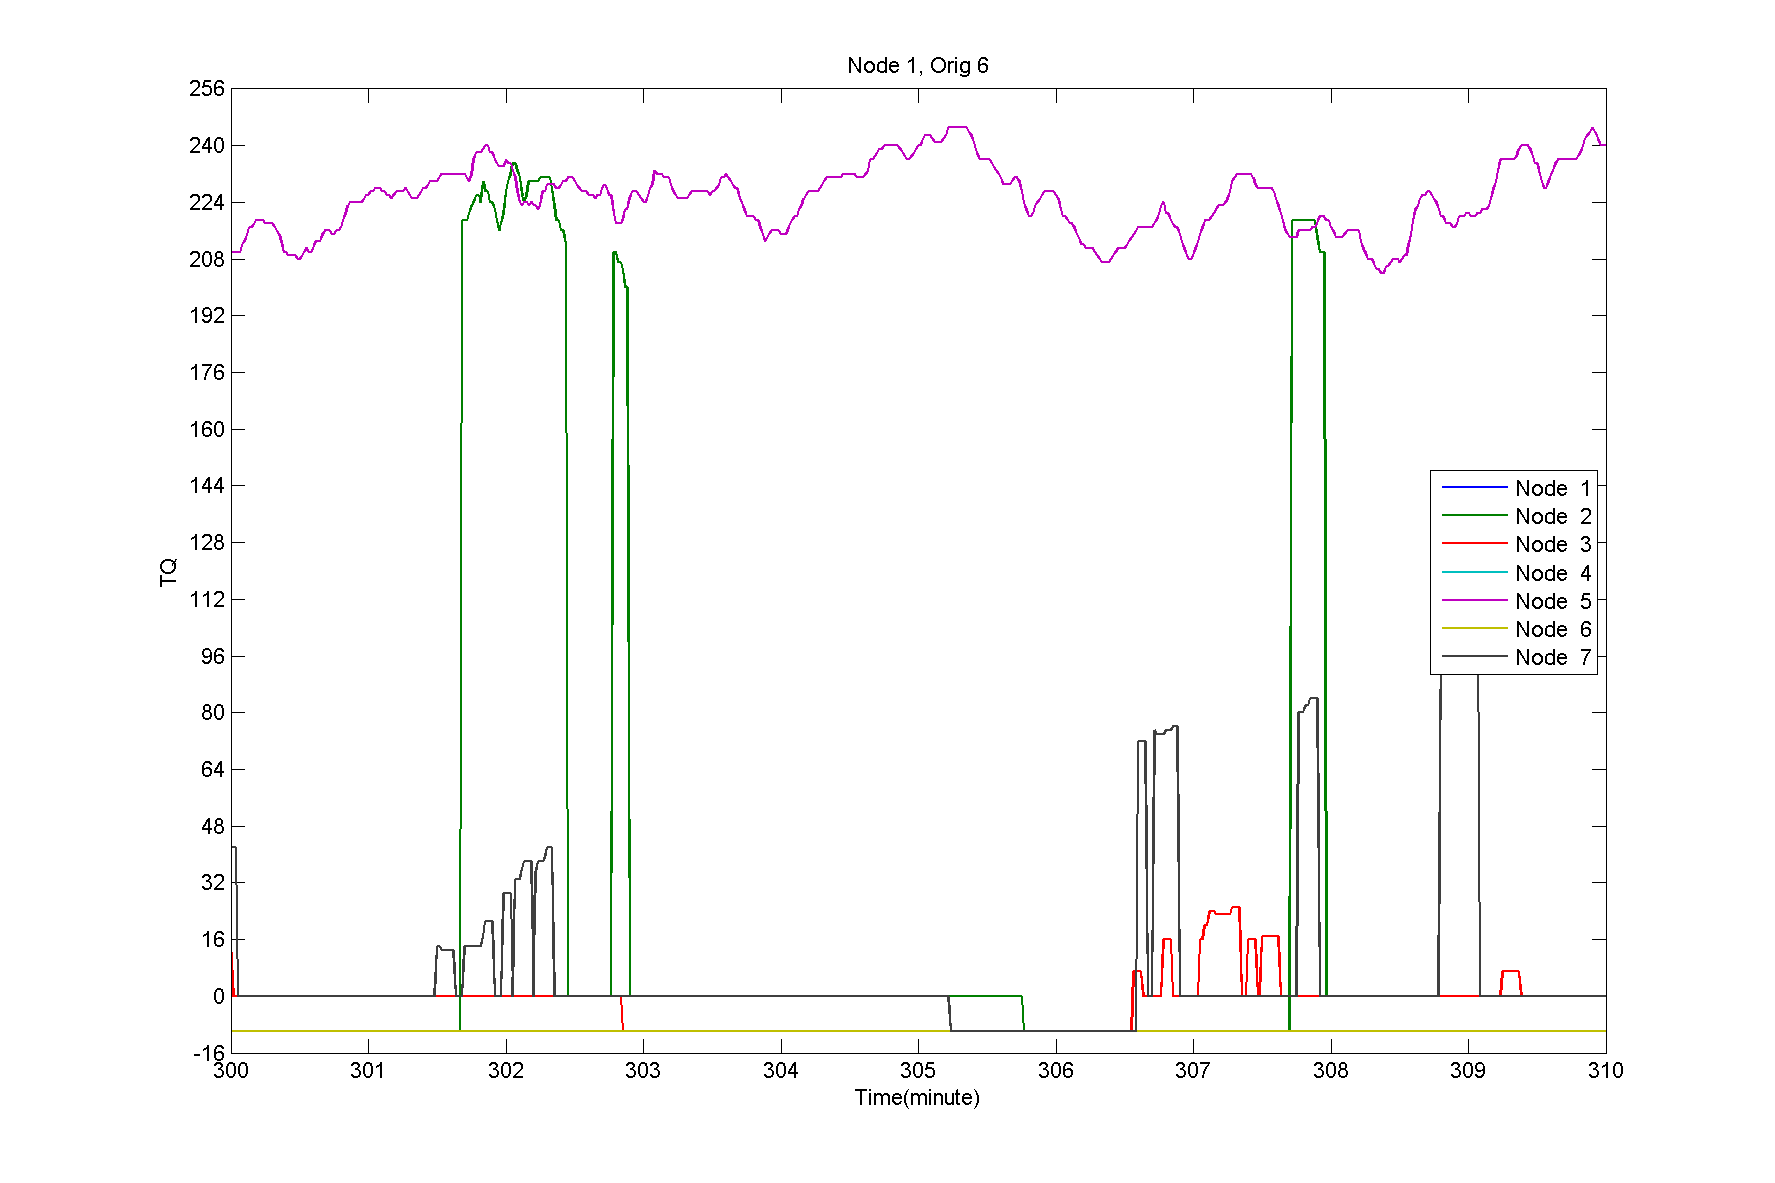 Node 1, Orig 6
256
240
224
208
192
176
160
144
128
112
96
80
64
48
32
16
0
-16
TQ
Node 1
Node 2
Node 3
Node 4
Node 5
Node 6
Node 7
300 301 302 303 304 305 306 307 308 309 310
Time(minute)